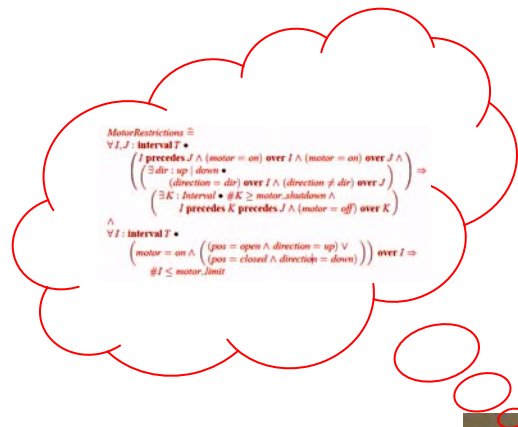 MotorRestrictions ≙
∀ I, J : interval T •
(I precedes J ∧ (motor = on) over I ∧ (motor = on) over J ∧
(∃ dir : up | down •
(direction = dir) over I ∧ (direction ≠ dir) over J)) ⇒
(∃ K : Interval • #K ≥ motor_shutdown ∧
I precedes K precedes J ∧ (motor = off) over K)
∧
∀ I : interval T •
(motor = on ∧ ((pos = open ∧ direction = up) ∨
(pos = closed ∧ direction = down))) over I ⇒
#I ≤ motor_limit